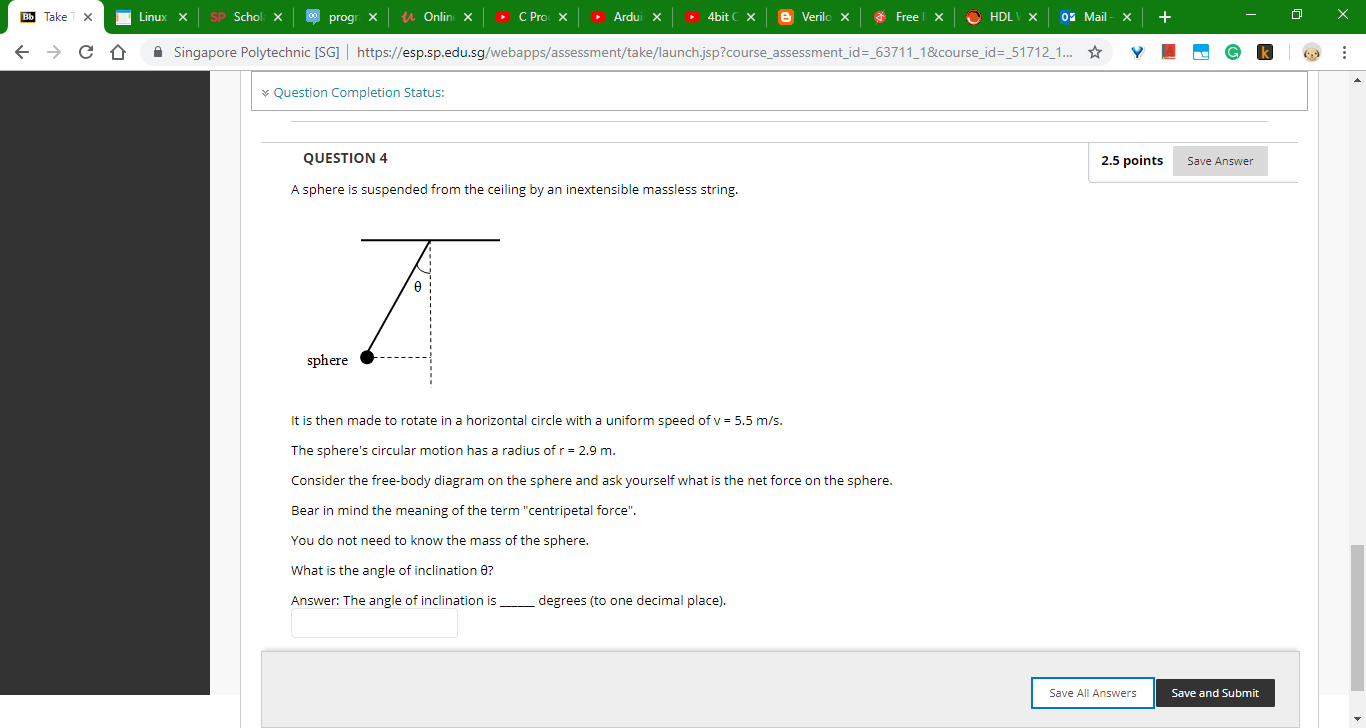 Take T
Linux
SP Schol
progr
Onlin
C Pro
Ardui
4bit C
Verilo
Free
HDL
Mail -
Singapore Polytechnic [SG] | https://esp.sp.edu.sg/webapps/assessment/take/launch.jsp?course_assessment_id=_63711_1&course_id=_51712_1...
Question Completion Status:
QUESTION 4
2.5 points
Save Answer
A sphere is suspended from the ceiling by an inextensible massless string.
θ
sphere
It is then made to rotate in a horizontal circle with a uniform speed of v = 5.5 m/s.
The sphere's circular motion has a radius of r = 2.9 m.
Consider the free-body diagram on the sphere and ask yourself what is the net force on the sphere.
Bear in mind the meaning of the term "centripetal force".
You do not need to know the mass of the sphere.
What is the angle of inclination θ?
Answer: The angle of inclination is ______ degrees (to one decimal place).
Save All Answers
Save and Submit